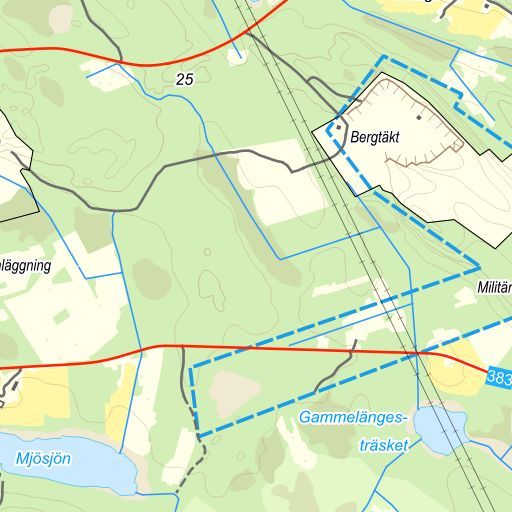 25
Bergtäkt
läggning
Militär
383
Gammelänges-
träsket
Mjösjön